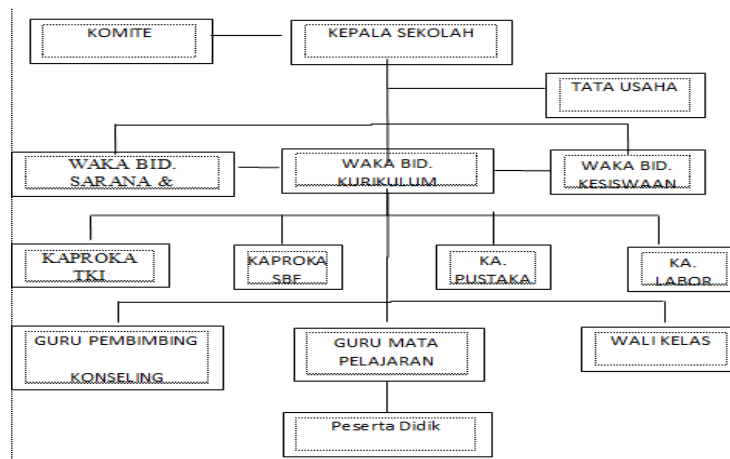 KOMITE
KEPALA SEKOLAH
TATA USAHA
WAKA BID.
SARANA &
WAKA BID.
KURIKULUM
WAKA BID.
KESISWAAN
KAPROKA
TKI
KAPROKA
SBF
KA.
PUSTAKA
KA.
LABOR
GURU PEMBIMBING
KONSELING
GURU MATA
PELAJARAN
WALI KELAS
Peserta Didik